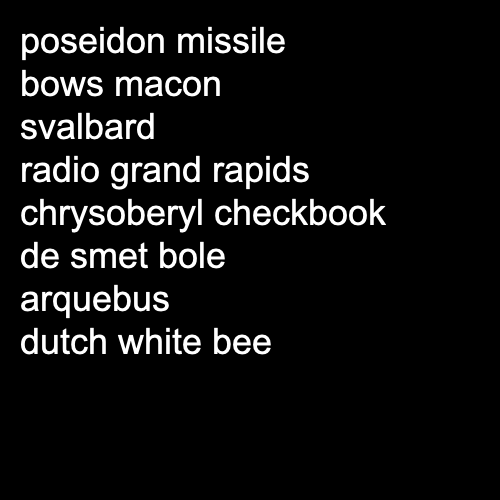 poseidon missile
bows macon
svalbard
radio grand rapids
chrysoberyl checkbook
de smet bole
arquebus
dutch white bee